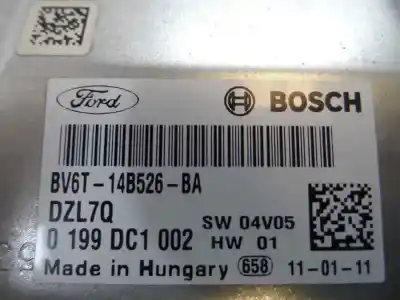 Ford BOSCH
BV6T-14B526-BA
DZL7Q
SW 04V05
0 199 DC1 002 HW 01
Made in Hungary 658 11-01-11